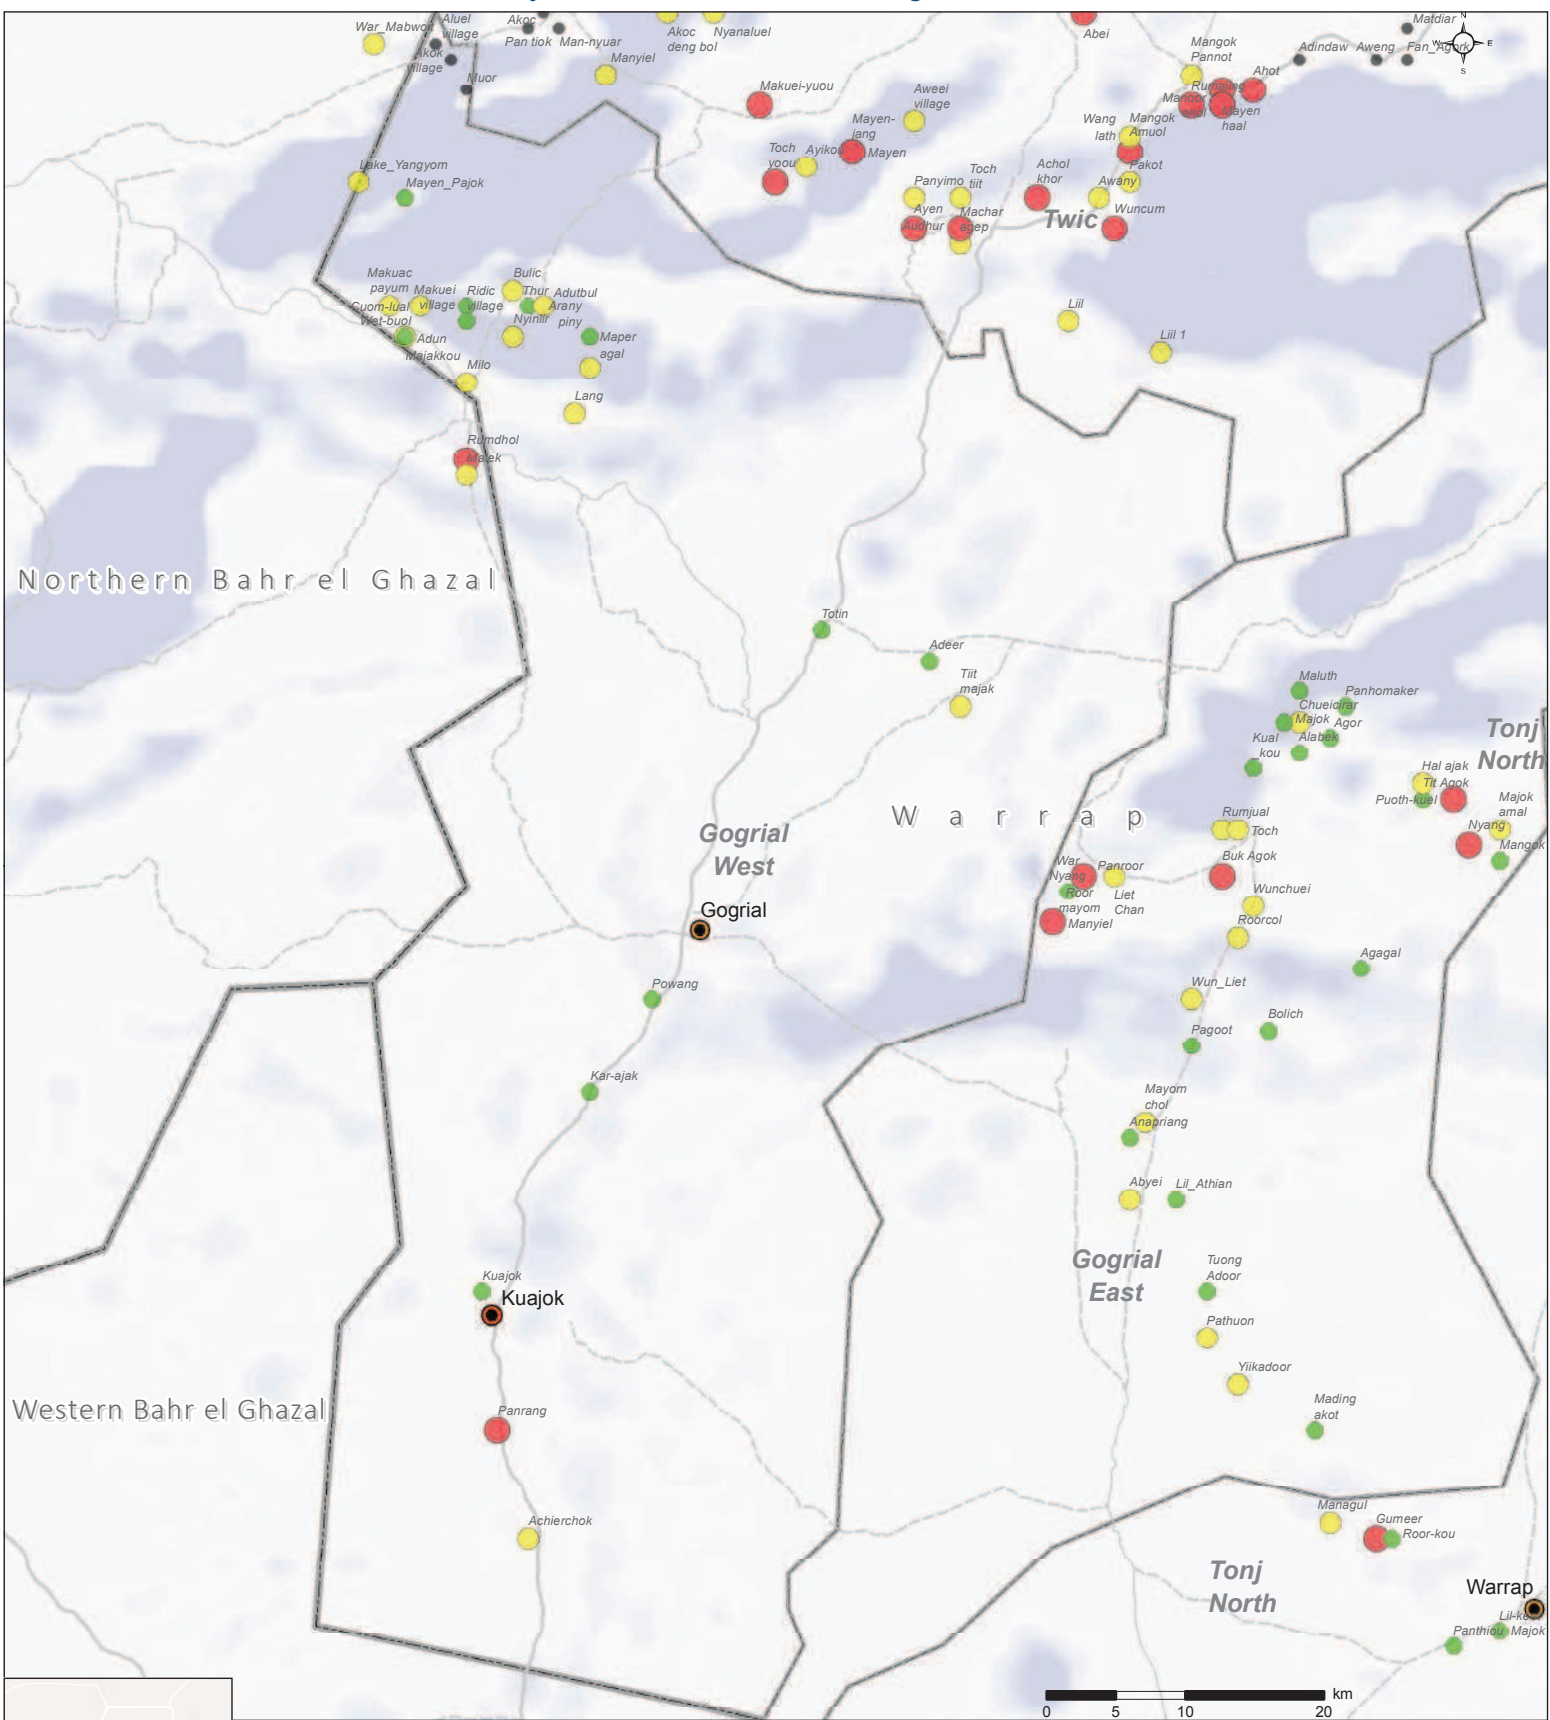 War_Mabwoit
Aluel
village
Akok
village
Akoc
Pan tiok
Man-nyuar
Muor
Manyiel
Akoc
deng bol
Nyanaluel
Abei
Mangok
Pannot
Matdiar
Adindaw
Aweng
Fan_Agork
N
W
E
S
Makuei-yuou
Aweei
village
Rumajing
Ahot
Mayen
haal
Mayen-
jang
Mayen
Toch
yoou
Ayikou
Wang
lath
Mangok
Amuol
Pakot
Lake_Yangyom
Mayen_Pajok
Panyimo
Toch
tiit
Achol
khor
Awany
Wuncum
Ayen
Audhur
Machar
agep
Twic
Makuac
payum
Makuei
village
Ridic
village
Bulic
Thur
Adutbul
Arany
piny
Cuom-lual
Wet-buol
Adun
Majakkou
Nyinlir
Maper
agal
Milo
Lang
Liil
Liil 1
Rumdhol
Malek
Northern Bahr el Ghazal
Totin
Adeer
Tiit
majak
Maluth
Panhomaker
Chueicirar
Majok
Agor
Alabek
Kual
_kou
Tonj
North
Hal ajak
Tit Agok
Puoth-kuel
Majok
amal
Nyang
Mangok
Warrap
Gogrial
West
Gogrial
Rumjual
Toch
Buk Agok
War
Nyang
Panroor
Roor
mayom
Liet
Chan
Manyiel
Wunchuei
Roorcol
Agagal
Powang
Wun_Liet
Pagoot
Bolich
Kar-ajak
Mayom
chol
Anapriang
Abyei
Lil_Athian
Gogrial
East
Tuong
Adoor
Kuajok
Kuajok
Pathuon
Yiikadoor
Western Bahr el Ghazal
Panrang
Mading
akot
Achierchok
Managul
Gumeer
Roor-kou
Tonj
North
Warrap
Panthiou
Majok
km
0 5 10 20